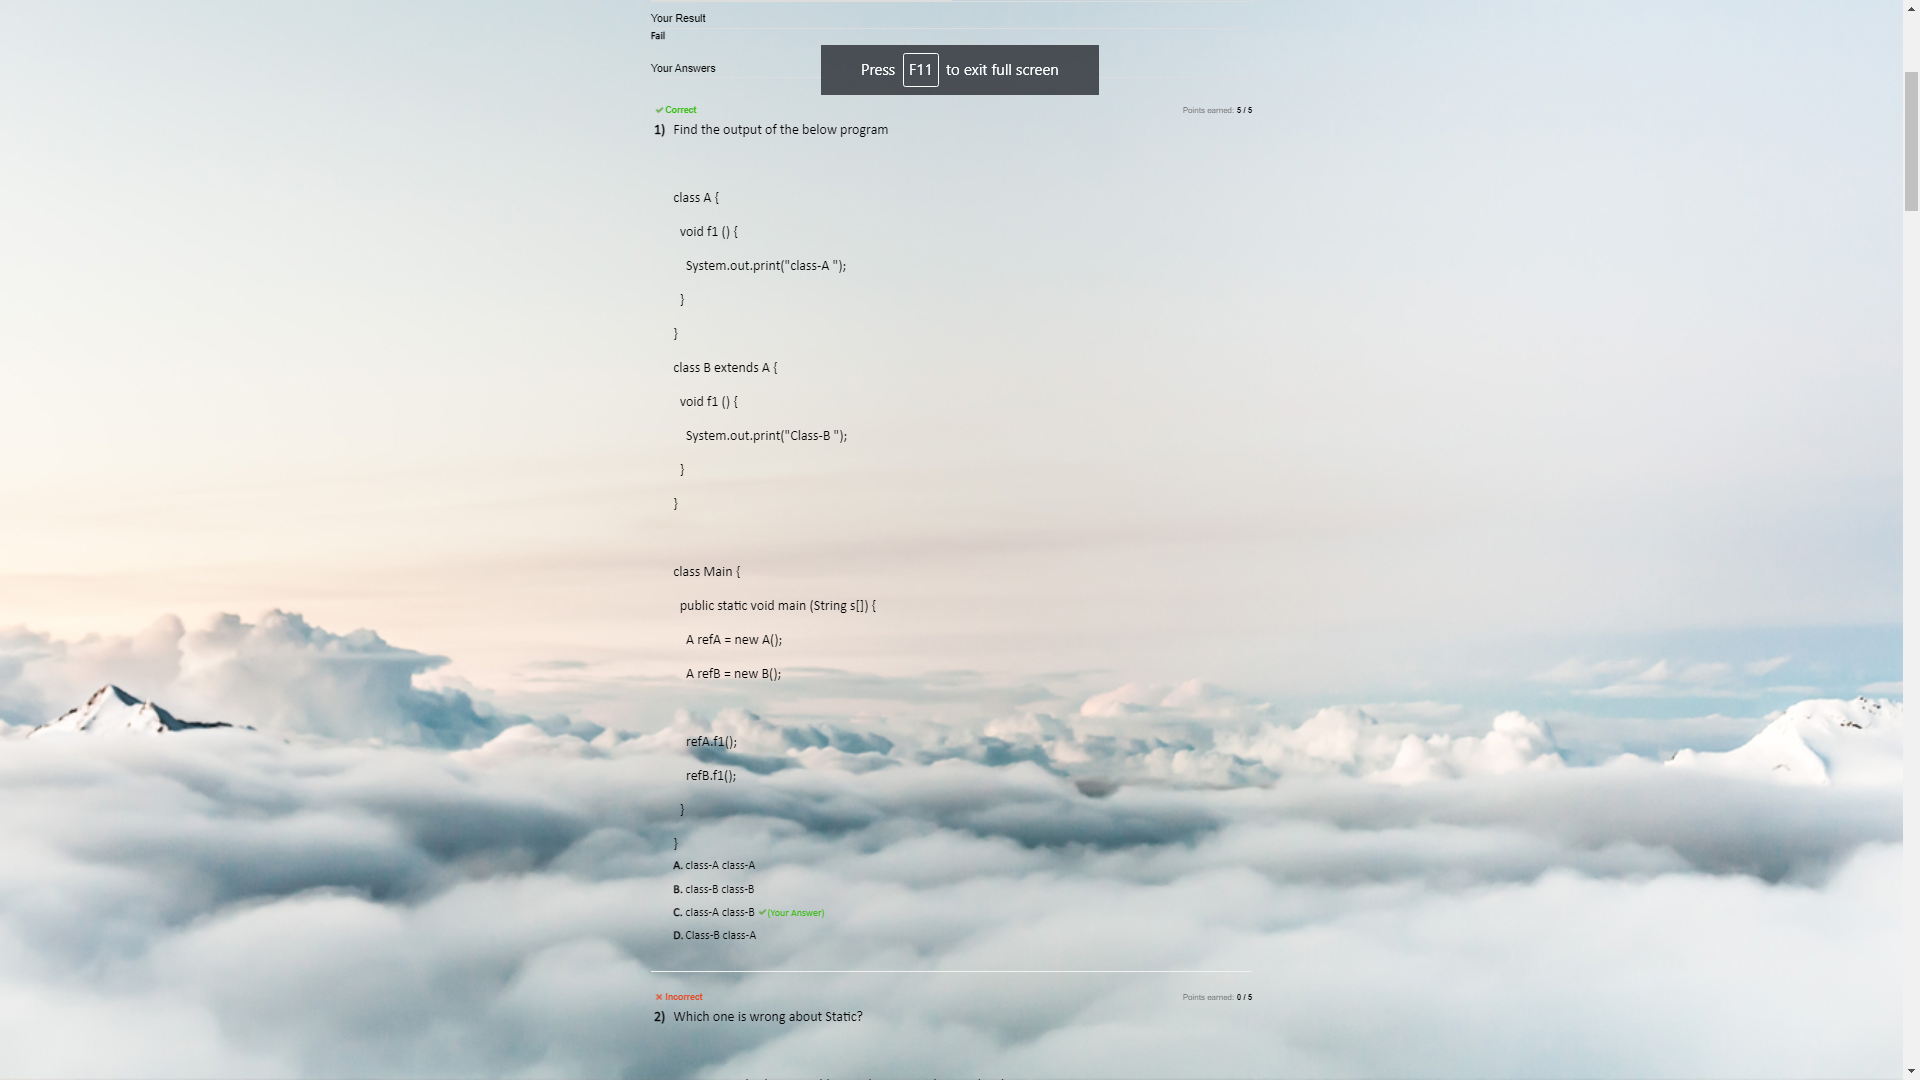 Your Result
Fail
Press F11 to exit full screen
Your Answers
Correct
Points earned: 5 / 5
1) Find the output of the below program
class A {
void f1 () {
System.out.print("class-A ");
}
}
class B extends A {
void f1 () {
System.out.print("Class-B ");
}
}
class Main {
public static void main (String s[]) {
A refA = new A();
A refB = new B();
refA.f1();
refB.f1();
}
}
A. class-A class-A
B. class-B class-B
C. class-A class-B (Your Answer)
D. Class-B class-A
Incorrect
Points earned: 0 / 5
2) Which one is wrong about Static?